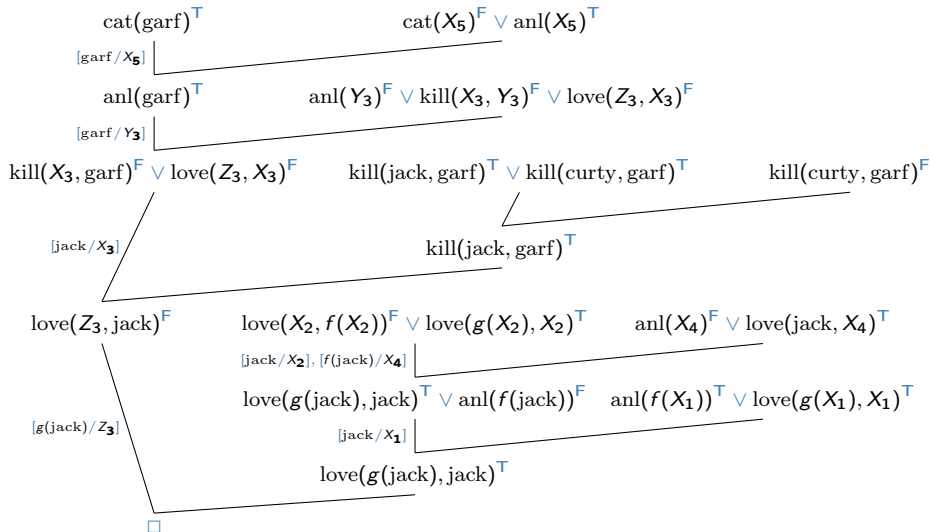 cat(garf)ᵀ cat(X₅)ᶠ ∨ anl(X₅)ᵀ
[garf/X₅]
anl(garf)ᵀ anl(Y₃)ᶠ ∨ kill(X₃, Y₃)ᶠ ∨ love(Z₃, X₃)ᶠ
[garf/Y₃]
kill(X₃, garf)ᶠ ∨ love(Z₃, X₃)ᶠ kill(jack, garf)ᵀ ∨ kill(curty, garf)ᵀ kill(curty, garf)ᶠ
[jack/X₃]
kill(jack, garf)ᵀ
love(Z₃, jack)ᶠ love(X₂, f(X₂))ᶠ ∨ love(g(X₂), X₂)ᵀ anl(X₄)ᶠ ∨ love(jack, X₄)ᵀ
[jack/X₂], [f(jack)/X₄]
love(g(jack), jack)ᵀ ∨ anl(f(jack))ᶠ anl(f(X₁))ᵀ ∨ love(g(X₁), X₁)ᵀ
[g(jack)/Z₃] [jack/X₁]
love(g(jack), jack)ᵀ
□